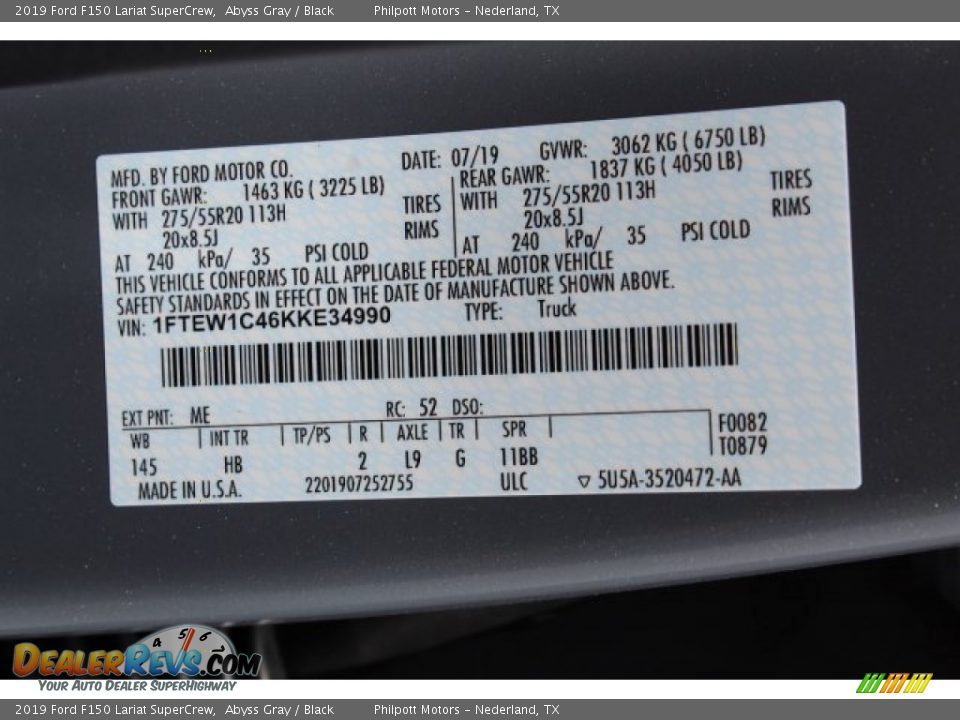 2019 Ford F150 Lariat SuperCrew, Abyss Gray / Black Philpott Motors – Nederland, TX
MFD. BY FORD MOTOR CO. DATE: 07/19 GVWR: 3062 KG ( 6750 LB)
FRONT GAWR: 1463 KG ( 3225 LB) REAR GAWR: 1837 KG ( 4050 LB)
WITH 275/55R20 113H TIRES WITH 275/55R20 113H TIRES
20x8.5J RIMS 20x8.5J RIMS
AT 240 kPa/ 35 PSI COLD AT 240 kPa/ 35 PSI COLD
THIS VEHICLE CONFORMS TO ALL APPLICABLE FEDERAL MOTOR VEHICLE
SAFETY STANDARDS IN EFFECT ON THE DATE OF MANUFACTURE SHOWN ABOVE.
VIN: 1FTEW1C46KKE34990 TYPE: Truck
EXT PNT: ME RC: 52 DSO:
WB INT TR TP/PS R AXLE TR SPR F0082
145 HB 2 L9 G 11BB T0879
MADE IN U.S.A. 2201907252755 ULC ▽ 5U5A-3520472-AA
4 5 6
DEALERREVS.COM
YOUR AUTO DEALER SUPERHIGHWAY
2019 Ford F150 Lariat SuperCrew, Abyss Gray / Black Philpott Motors – Nederland, TX